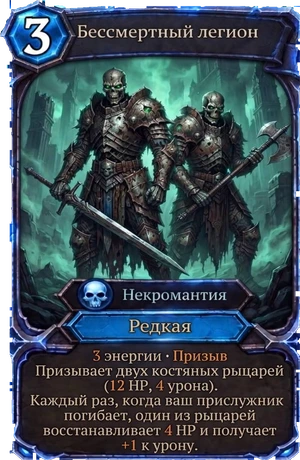 3
Бессмертный легион
Некромантия
Редкая
3 энергии • Призыв
Призывает двух костяных рыцарей
(12 HP, 4 урона).
Каждый раз, когда ваш прислужник
погибает, один из рыцарей
восстанавливает 4 HP и получает
+1 к урону.